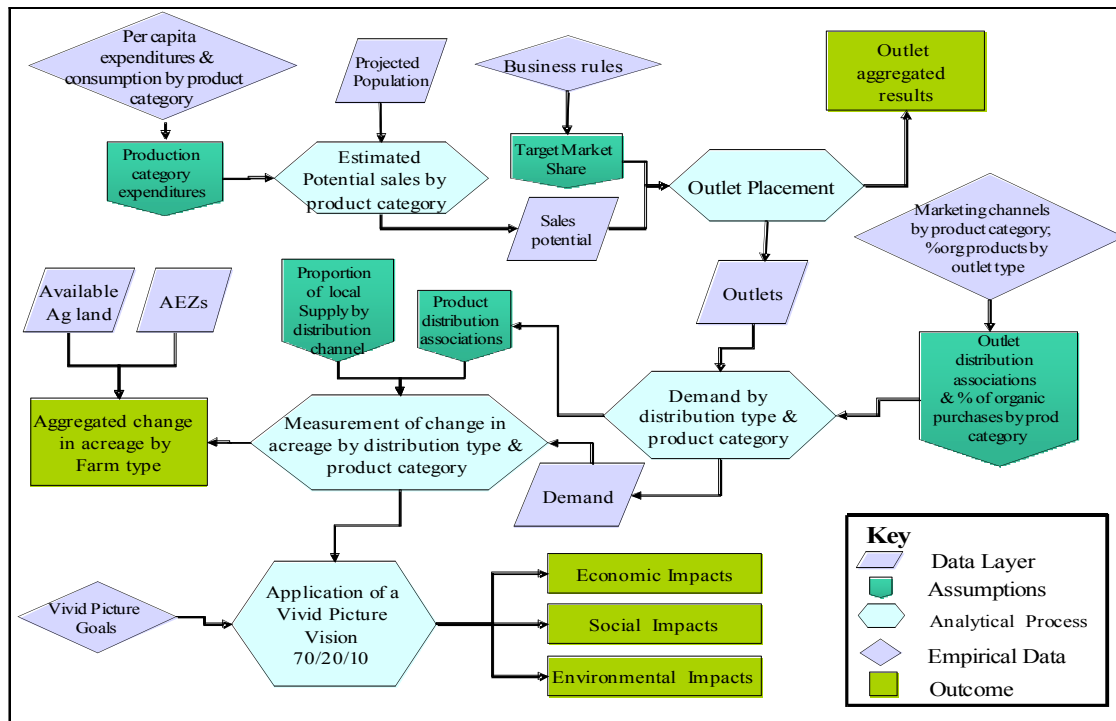 Per capita
expenditures &
consumption by product
category
Projected
Population
Business rules
Outlet
aggregated
results
Production
category
expenditures
Estimated
Potential sales by
product category
Target Market
Share
Outlet Placement
Sales
potential
Marketing channels
by product category;
%org products by
outlet type
Available
Ag land
AEZs
Proportion
of local
Supply by
distribution
channel
Product
distribution
associations
Outlets
Outlet
distribution
associations
& % of organic
purchases by prod
category
Aggregated change
in acreage by
Farm type
Measurement of change in
acreage by distribution type &
product category
Demand by
distribution type &
product category
Demand
Vivid Picture
Goals
Application of a
Vivid Picture
Vision
70/20/10
Economic Impacts
Social Impacts
Environmental Impacts
Key
Data Layer
Assumptions
Analytical Process
Empirical Data
Outcome